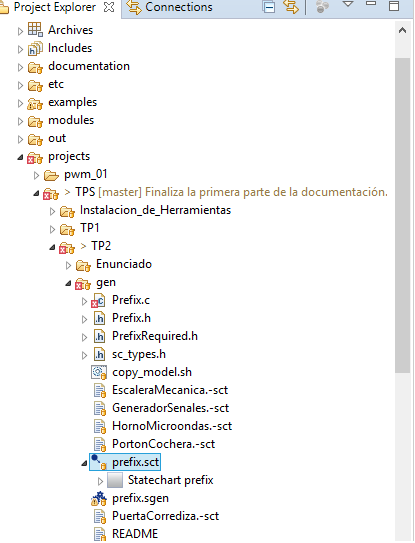 Project Explorer Connections
Archives
Includes
documentation
etc
examples
modules
out
projects
pwm_01
> TPS [master] Finaliza la primera parte de la documentación.
Instalacion_de_Herramientas
TP1
> TP2
Enunciado
gen
Prefix.c
Prefix.h
PrefixRequired.h
sc_types.h
copy_model.sh
EscaleraMecanica.-sct
GeneradorSenales.-sct
HornoMicroondas.-sct
PortonCochera.-sct
prefix.sct
Statechart prefix
prefix.sgen
PuertaCorrediza.-sct
README